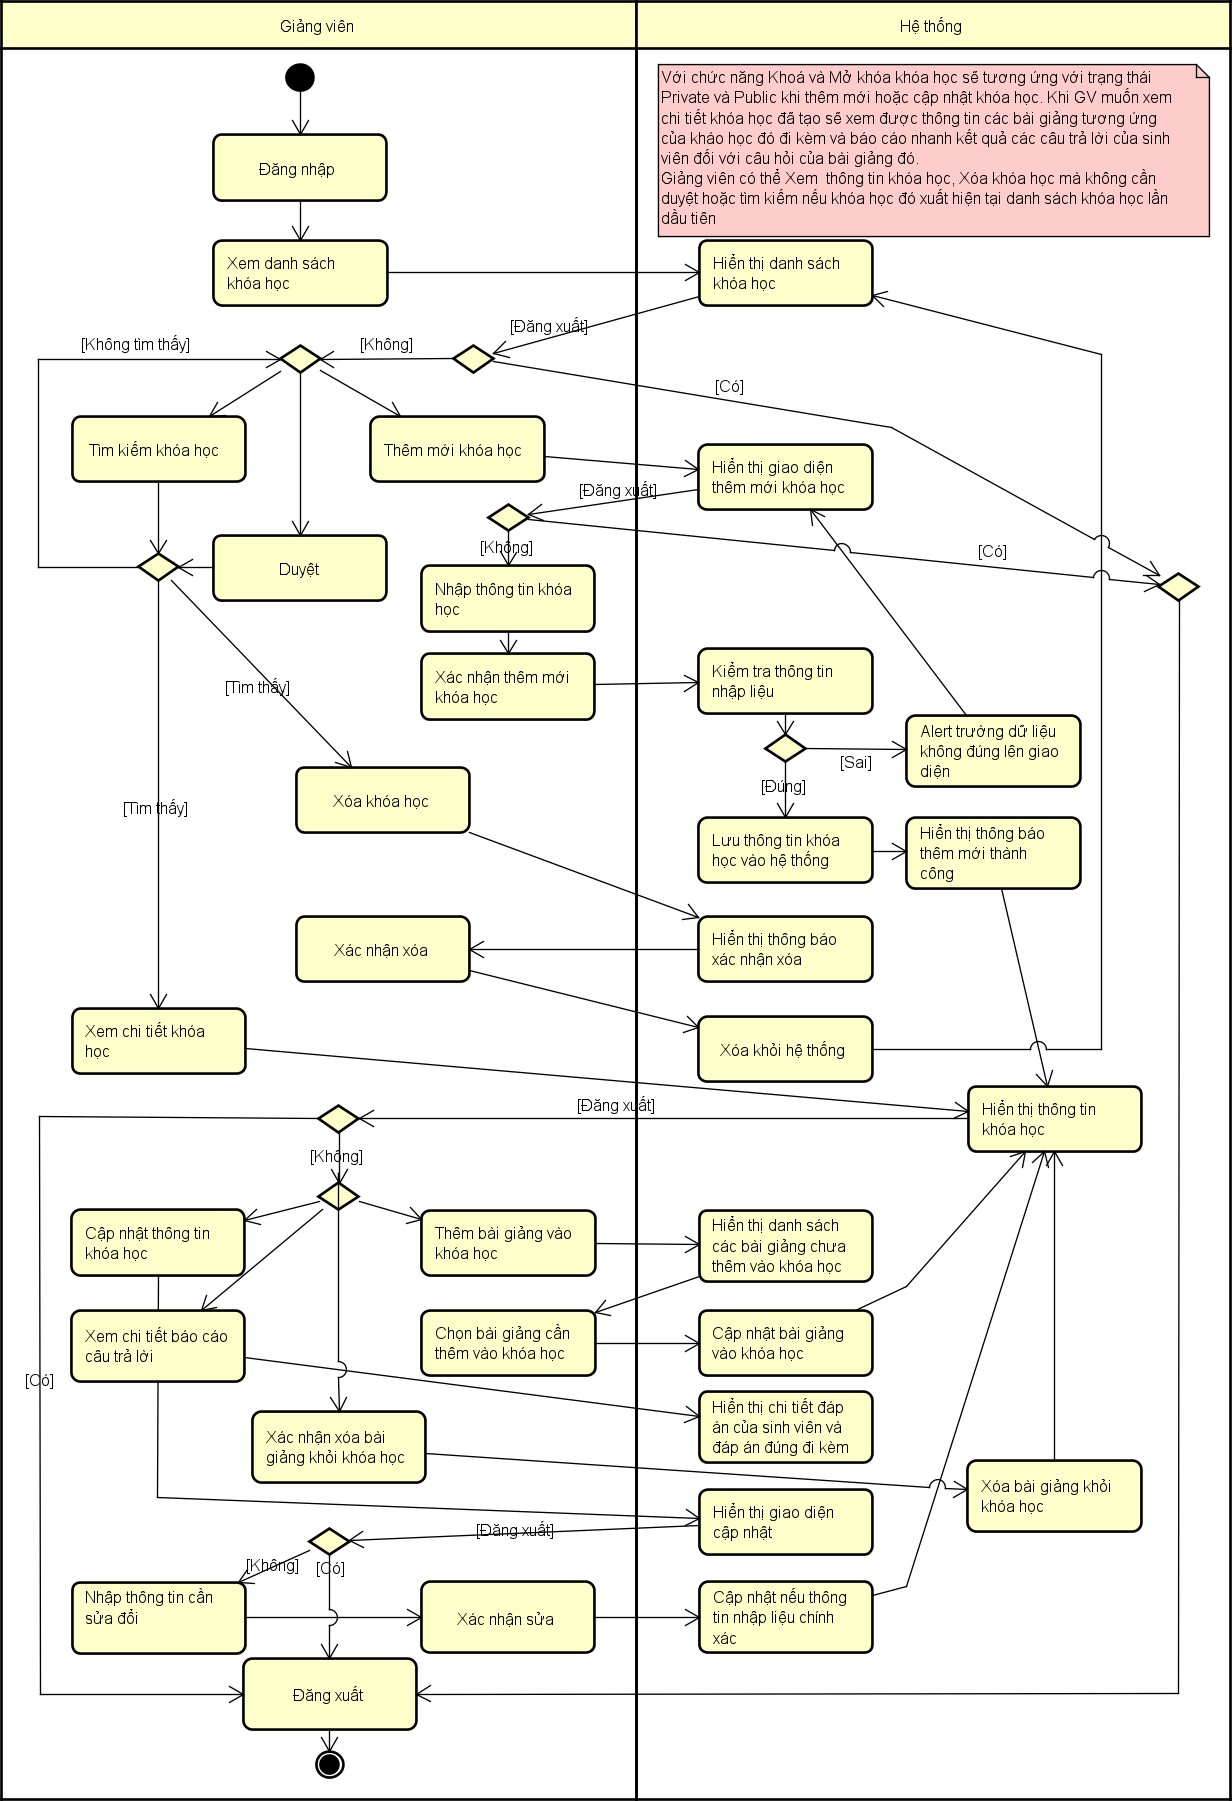 Giảng viên
Hệ thống
Với chức năng Khoá và Mở khóa khóa học sẽ tương ứng với trạng thái
Private và Public khi thêm mới hoặc cập nhật khóa học. Khi GV muốn xem
chi tiết khóa học đã tạo sẽ xem được thông tin các bài giảng tương ứng
của kháo học đó đi kèm và báo cáo nhanh kết quả các câu trả lời của sinh
viên đối với câu hỏi của bài giảng đó.
Giảng viên có thể Xem  thông tin khóa học, Xóa khóa học mà không cần
duyệt hoặc tìm kiếm nếu khóa học đó xuất hiện tại danh sách khóa học lần
dầu tiên
Đăng nhập
Xem danh sách
khóa học
Hiển thị danh sách
khóa học
[Đăng xuất]
[Không tìm thấy]
[Không]
[Có]
Tìm kiếm khóa học
Thêm mới khóa học
Hiển thị giao diện
thêm mới khóa học
[Đăng xuất]
[Không]
[Có]
Duyệt
Nhập thông tin khóa
học
Xác nhận thêm mới
khóa học
Kiểm tra thông tin
nhập liệu
[Tìm thấy]
Alert trường dữ liệu
không đúng lên giao
diện
[Sai]
[Đúng]
Xóa khóa học
[Tìm thấy]
Lưu thông tin khóa
học vào hệ thống
Hiển thị thông báo
thêm mới thành
công
Xác nhận xóa
Hiển thị thông báo
xác nhận xóa
Xem chi tiết khóa
học
Xóa khỏi hệ thống
[Đăng xuất]
Hiển thị thông tin
khóa học
[Không]
Cập nhật thông tin
khóa học
Thêm bài giảng vào
khóa học
Hiển thị danh sách
các bài giảng chưa
thêm vào khóa học
Xem chi tiết báo cáo
câu trả lời
Chọn bài giảng cần
thêm vào khóa học
Cập nhật bài giảng
vào khóa học
[Có]
Hiển thị chi tiết đáp
án của sinh viên và
đáp án đúng đi kèm
Xác nhận xóa bài
giảng khỏi khóa học
Xóa bài giảng khỏi
khóa học
Hiển thị giao diện
cập nhật
[Đăng xuất]
[Không]
[Có]
Nhập thông tin cần
sửa đổi
Xác nhận sửa
Cập nhật nếu thông
tin nhập liệu chính
xác
Đăng xuất